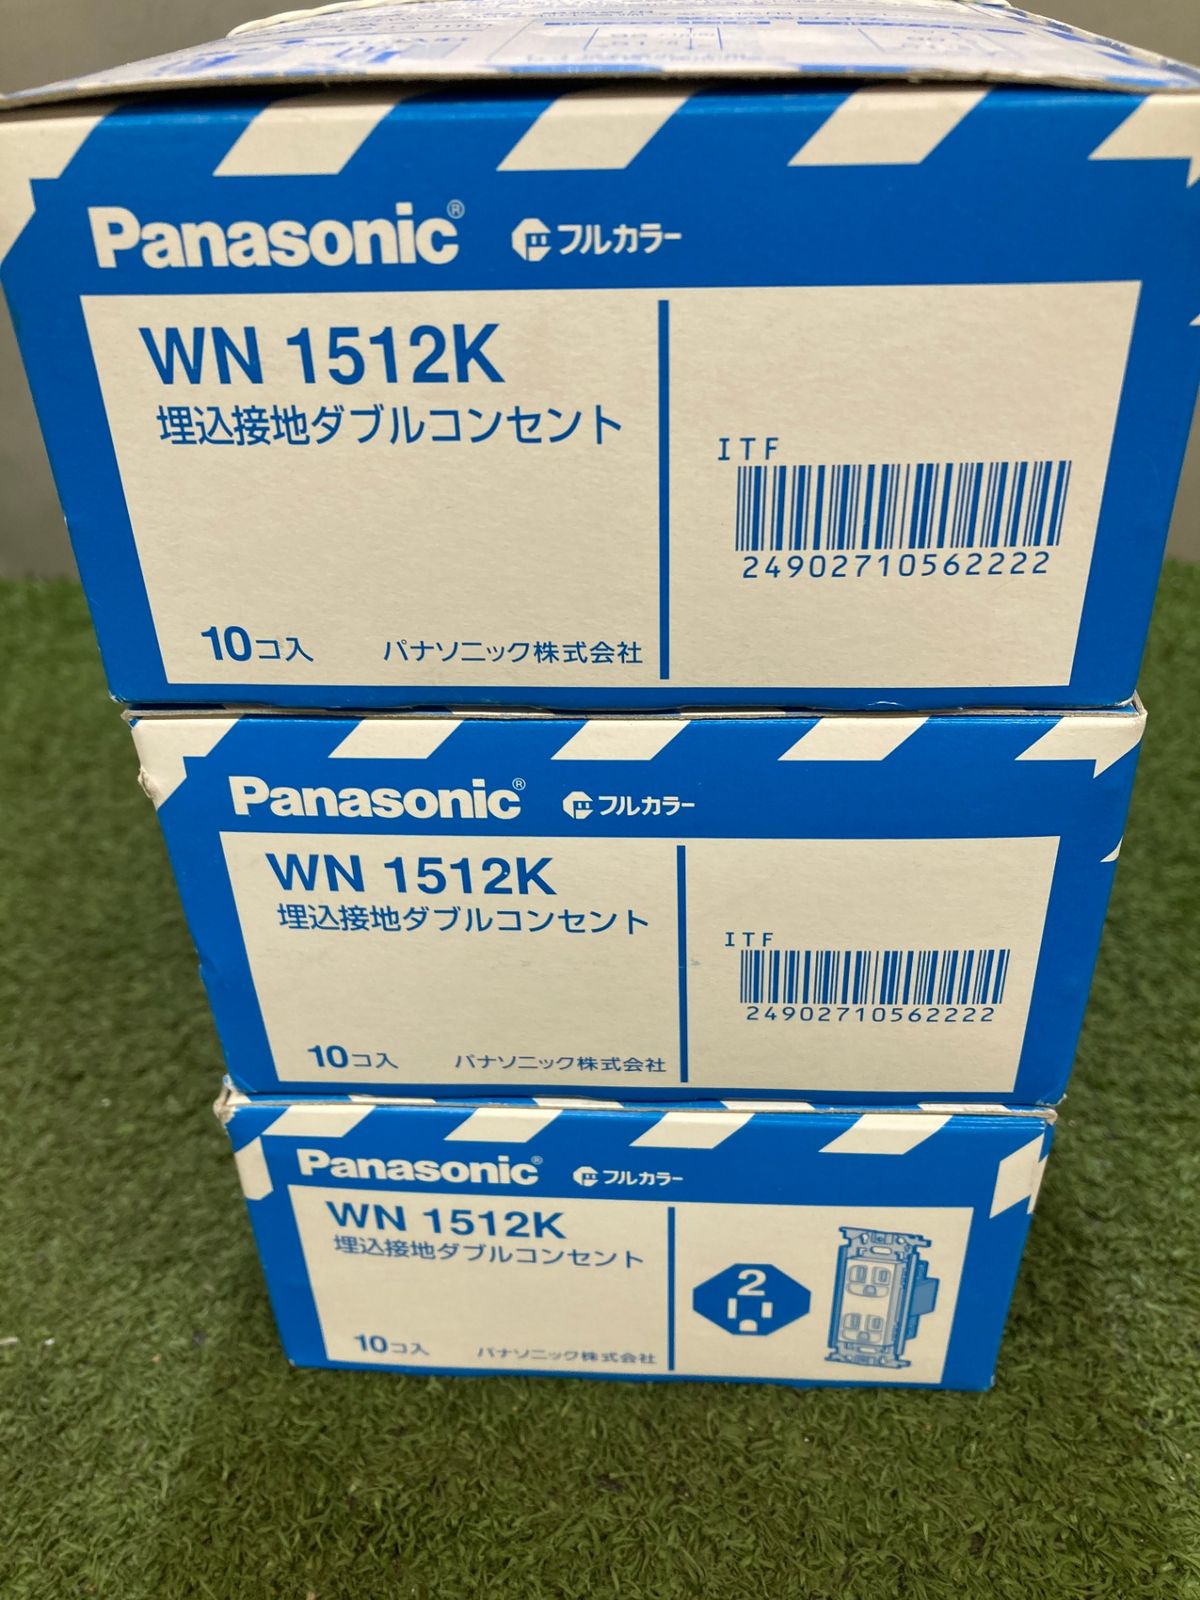 Panasonic® フルカラー
WN 1512K
埋込接地ダブルコンセント
ITF
24902710562222
10コ入 パナソニック株式会社
Panasonic® フルカラー
WN 1512K
埋込接地ダブルコンセント
ITF
24902710562222
10コ入 パナソニック株式会社
Panasonic® フルカラー
WN 1512K
埋込接地ダブルコンセント
2
10コ入 パナソニック株式会社